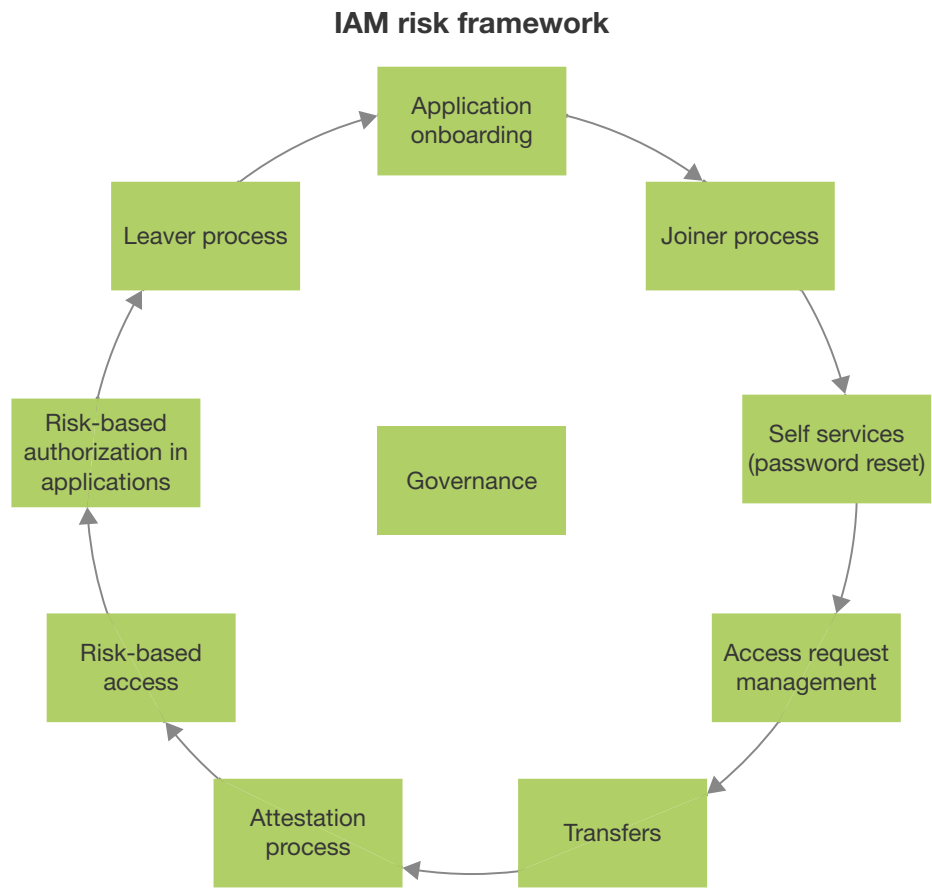 IAM risk framework
Application
onboarding
Joiner process
Self services
(password reset)
Access request
management
Transfers
Attestation
process
Risk-based
access
Risk-based
authorization in
applications
Leaver process
Governance